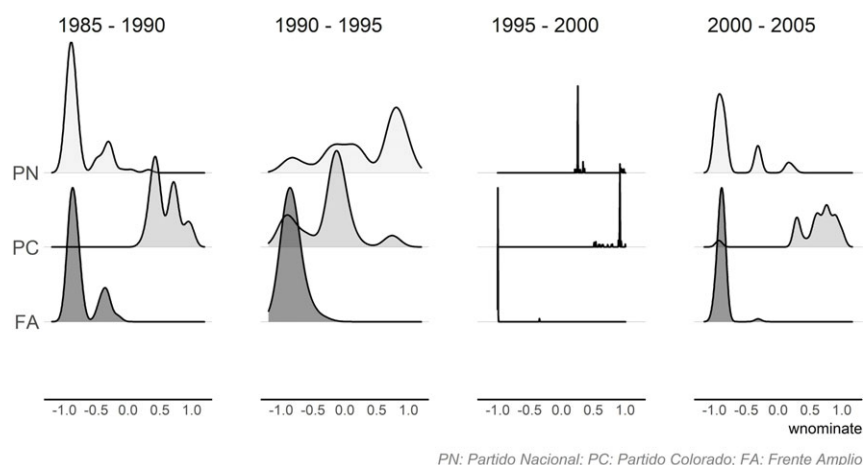 1985 - 1990 1990 - 1995 1995 - 2000 2000 - 2005
PN
PC
FA
-1.0 -0.5 0.0 0.5 1.0 -1.0 -0.5 0.0 0.5 1.0 -1.0 -0.5 0.0 0.5 1.0 -1.0 -0.5 0.0 0.5 1.0
wnominate
PN: Partido Nacional; PC: Partido Colorado; FA: Frente Amplio